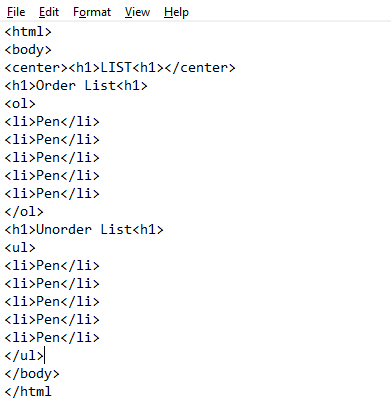 File Edit Format View Help
<html>
<body>
<center><h1>LIST<h1></center>
<h1>Order List<h1>
<ol>
<li>Pen</li>
<li>Pen</li>
<li>Pen</li>
<li>Pen</li>
<li>Pen</li>
</ol>
<h1>Unorder List<h1>
<ul>
<li>Pen</li>
<li>Pen</li>
<li>Pen</li>
<li>Pen</li>
<li>Pen</li>
</ul>
</body>
</html